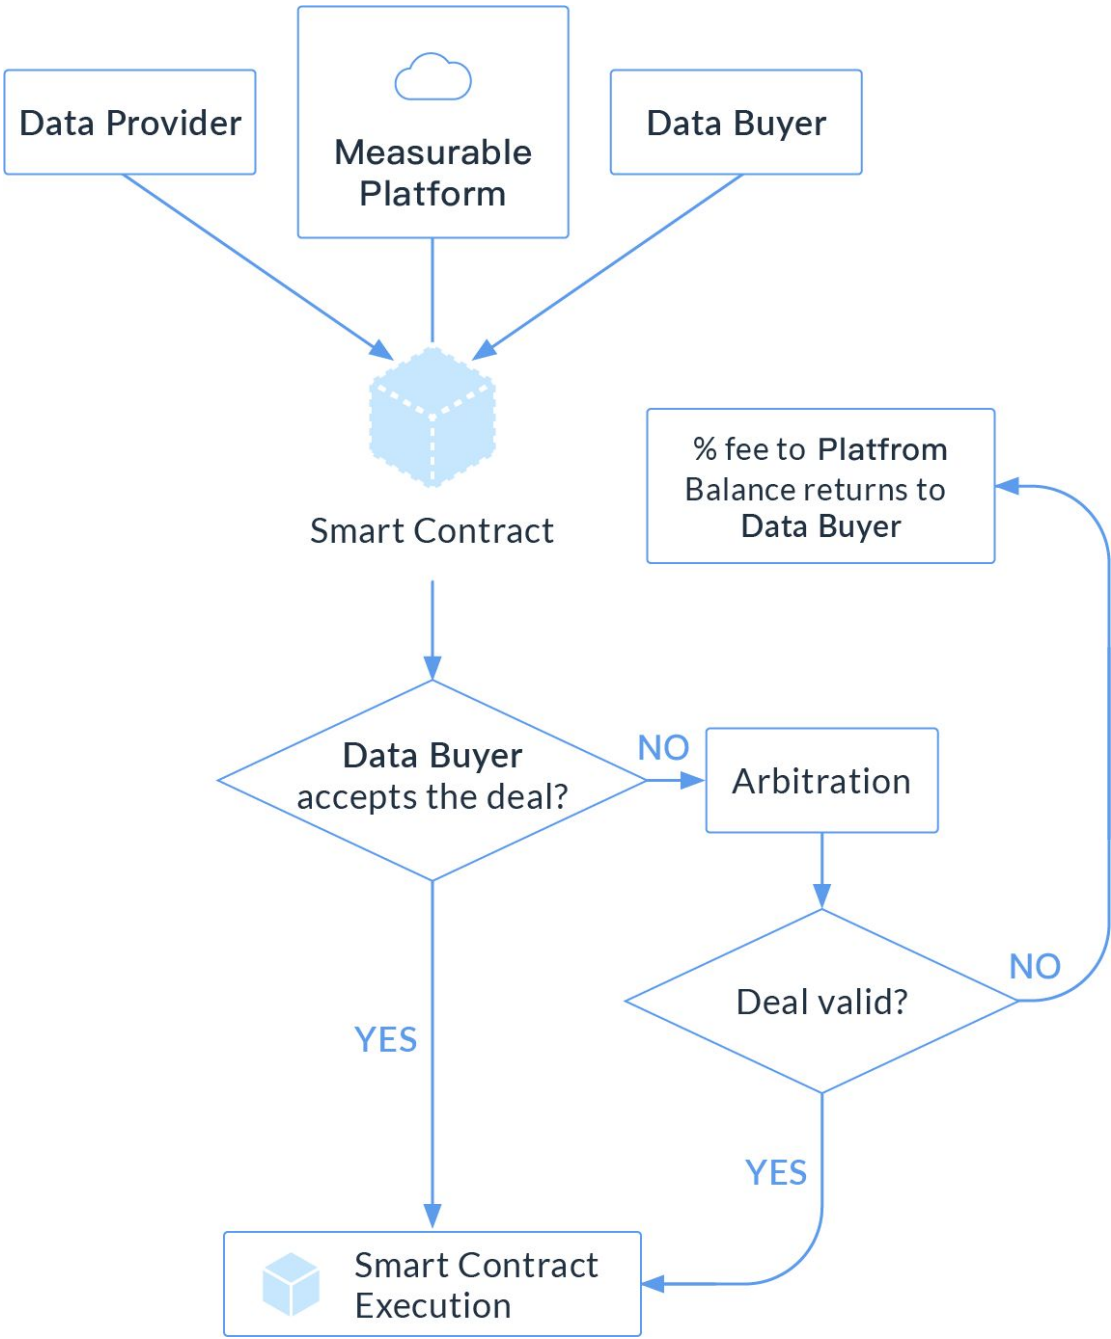 Data Provider
Measurable
Platform
Data Buyer
Smart Contract
% fee to Platfrom
Balance returns to
Data Buyer
Data Buyer
accepts the deal?
NO
Arbitration
Deal valid?
NO
YES
YES
Smart Contract
Execution